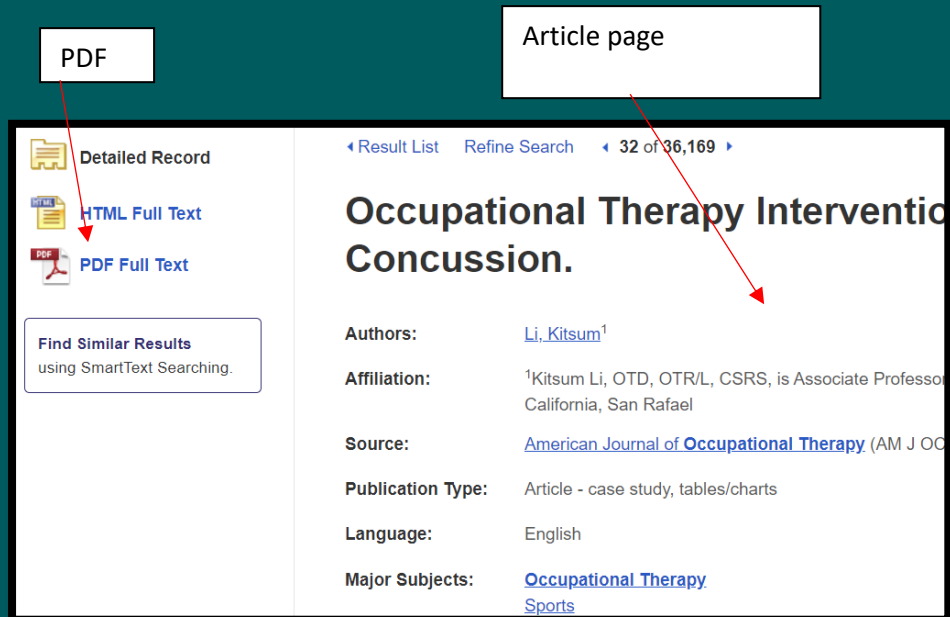 PDF
Article page
Detailed Record
HTML
HTML Full Text
PDF
PDF Full Text
Find Similar Results
using SmartText Searching.
Result List Refine Search 32 of 36,169
Occupational Therapy Interventio
Concussion.
Authors: Li, Kitsum1
Affiliation: 1Kitsum Li, OTD, OTR/L, CSRS, is Associate Professor
California, San Rafael
Source: American Journal of Occupational Therapy (AM J OC
Publication Type: Article - case study, tables/charts
Language: English
Major Subjects: Occupational Therapy
Sports